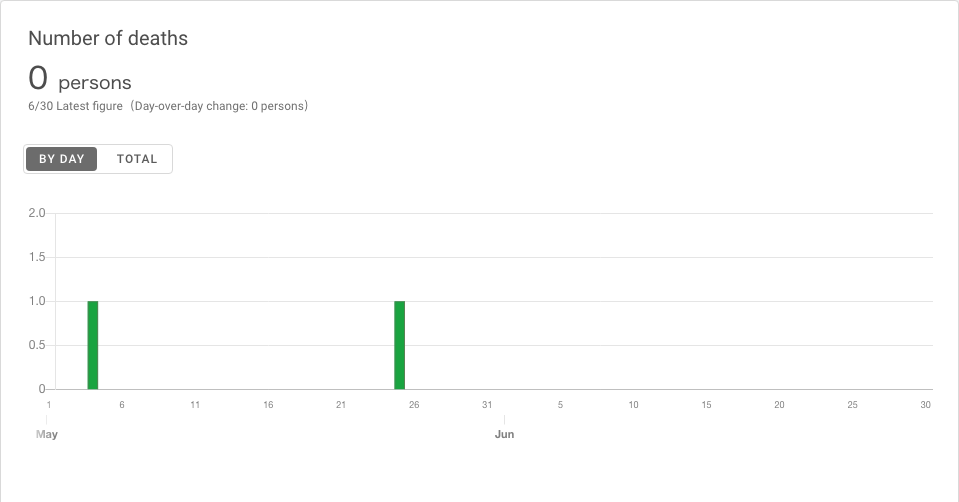 Number of deaths
0 persons
6/30 Latest figure（Day-over-day change: 0 persons)
BY DAY TOTAL
2.0
1.5
1.0
0.5
0
1 6 11 16 21 26 31 5 10 15 20 25 30
May Jun